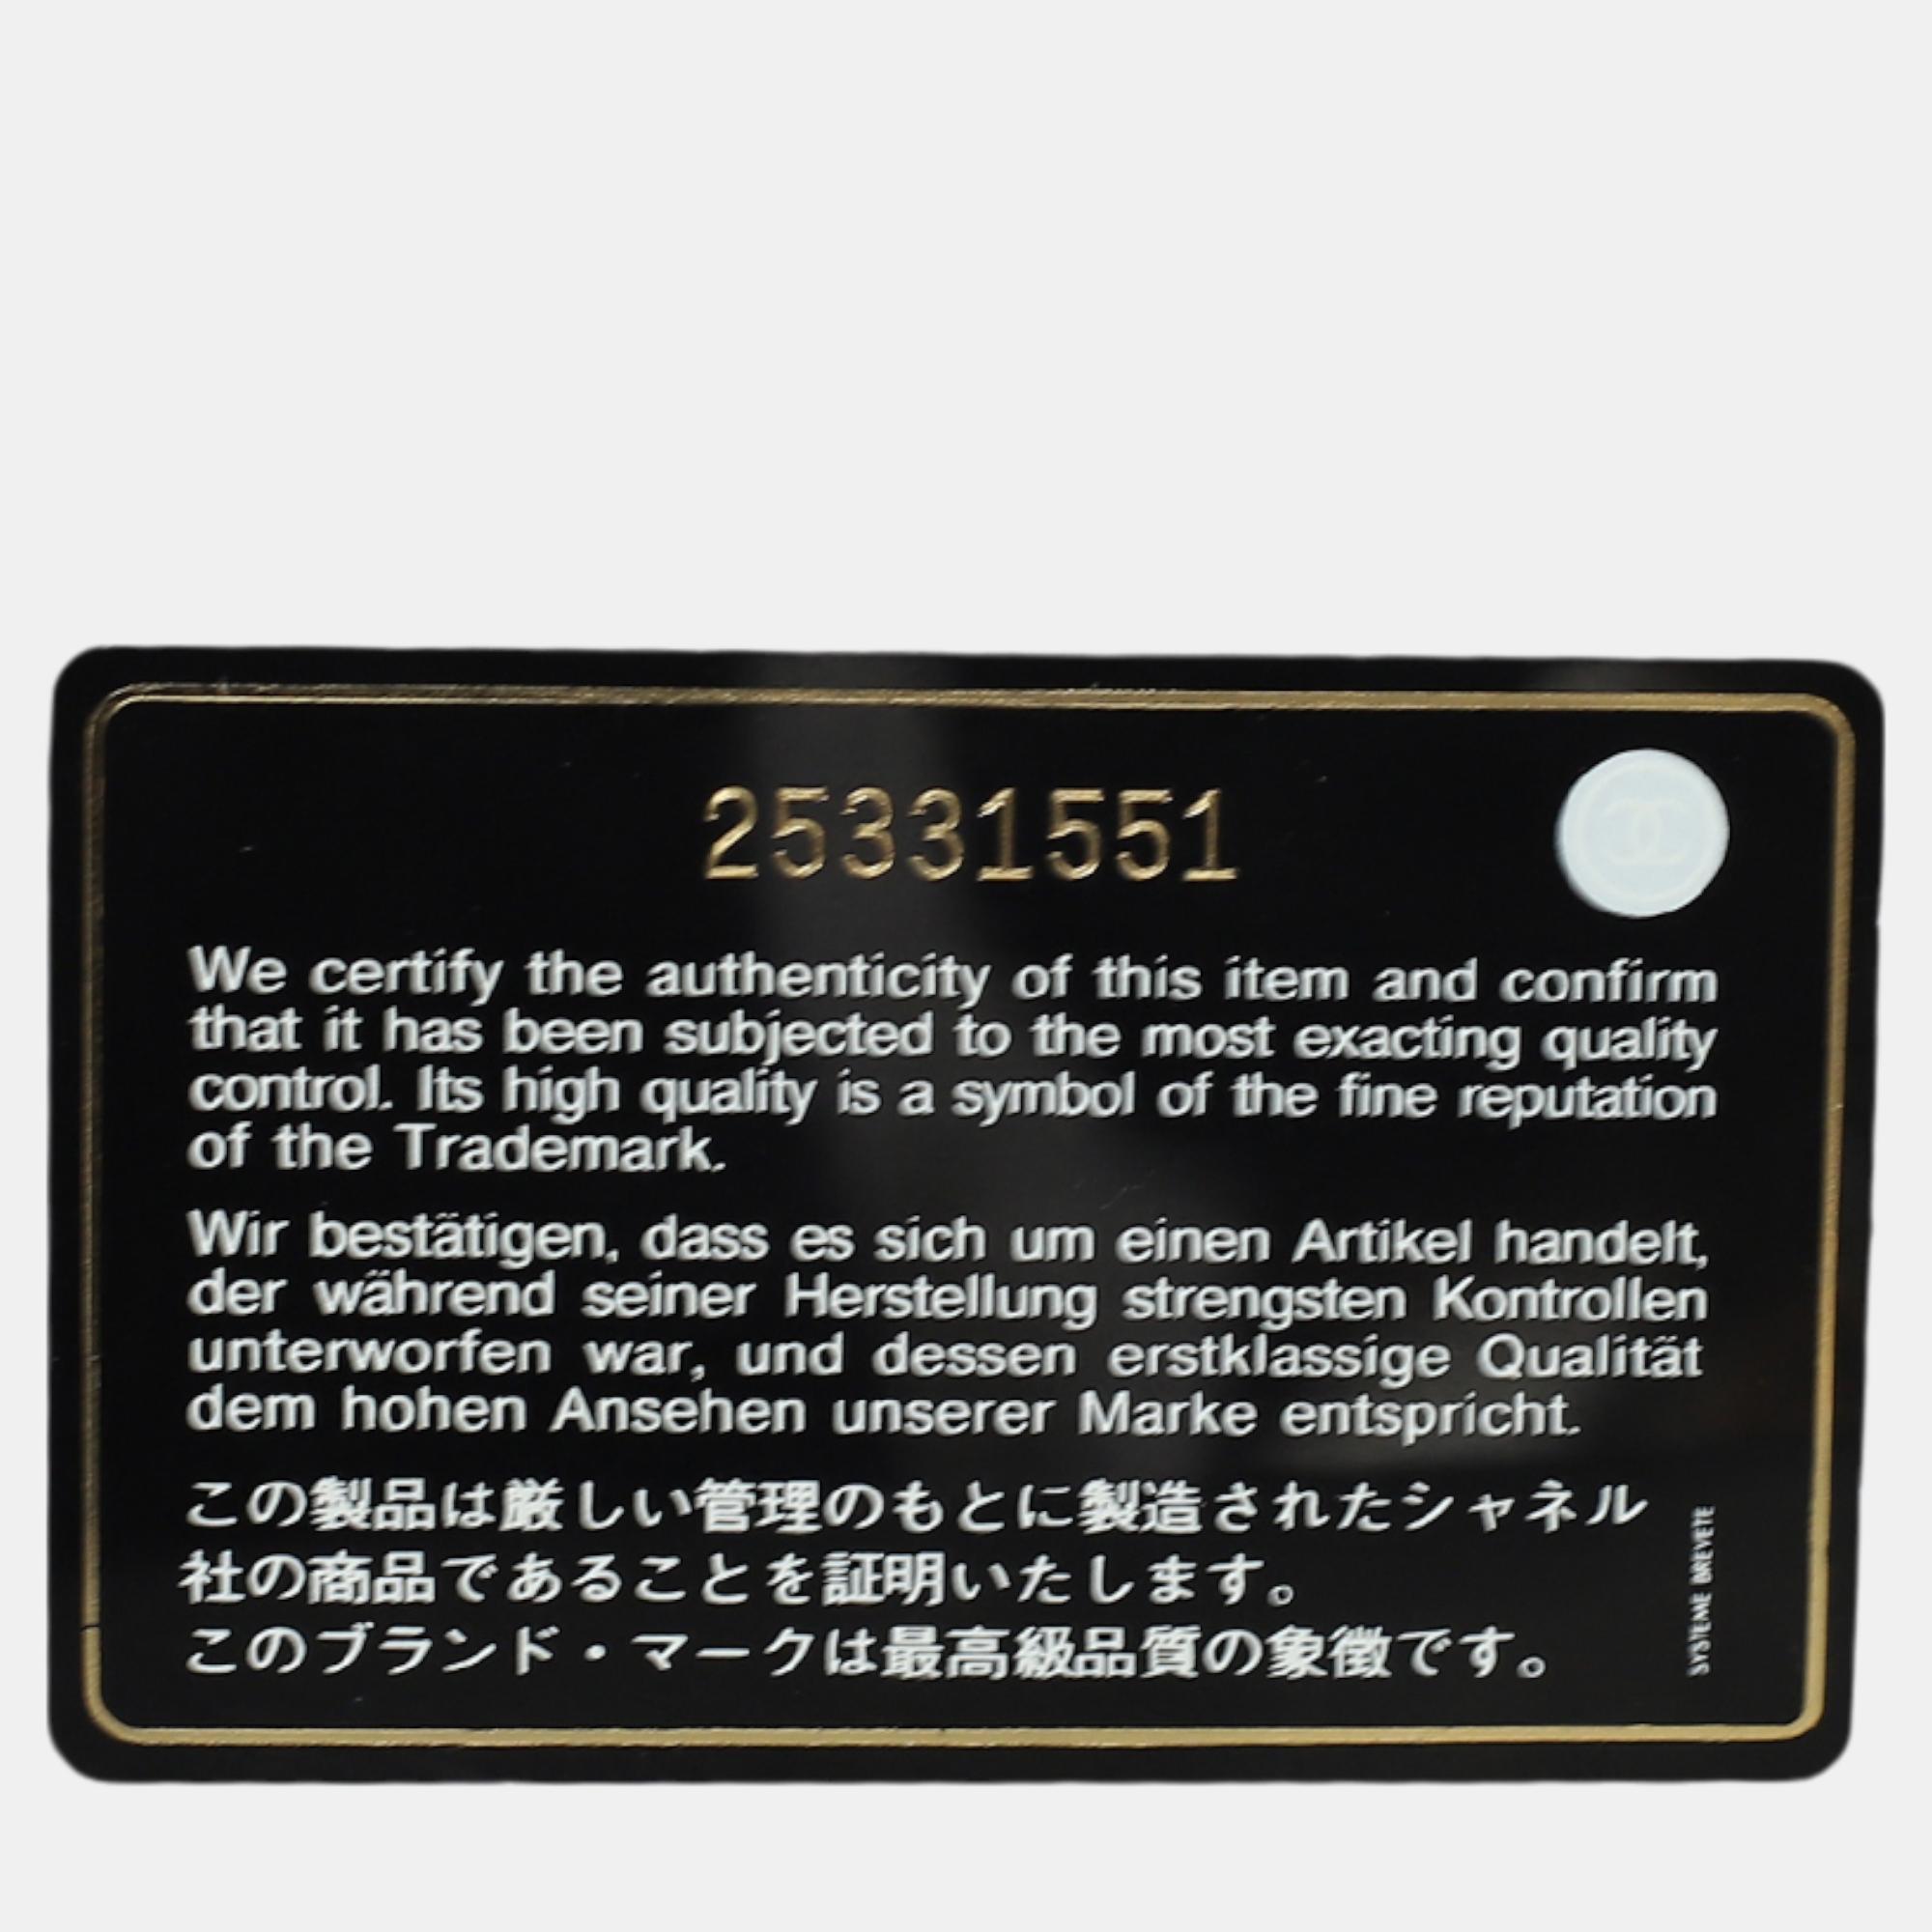 25331551
We certify the authenticity of this item and confirm
that it has been subjected to the most exacting quality
control. Its high quality is a symbol of the fine reputation
of the Trademark.
Wir bestätigen, dass es sich um einen Artikel handelt,
der während seiner Herstellung strengsten Kontrollen
unterworfen war, und dessen erstklassige Qualität
dem hohen Ansehen unserer Marke entspricht.
この製品は厳しい管理のもとに製造されたシャネル
社の商品であることを証明いたします。
このブランド・マークは最高級品質の象徴です。
SYSTEME BREVETE